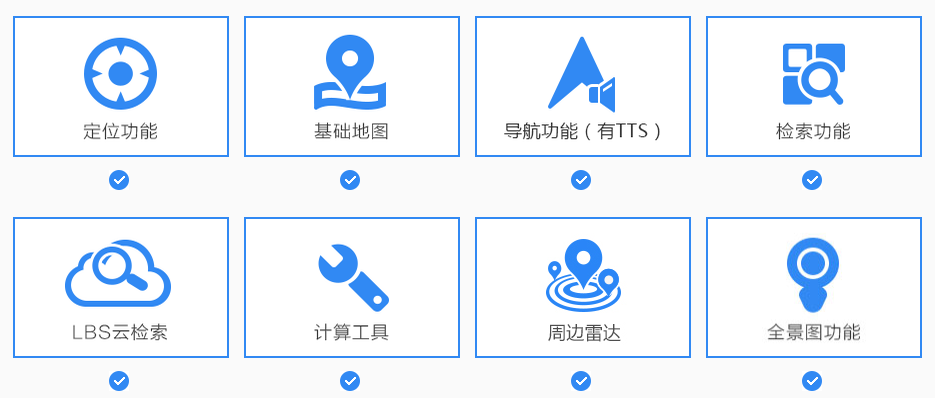 定位功能
基础地图
导航功能（有TTS）
检索功能
LBS云检索
计算工具
周边雷达
全景图功能